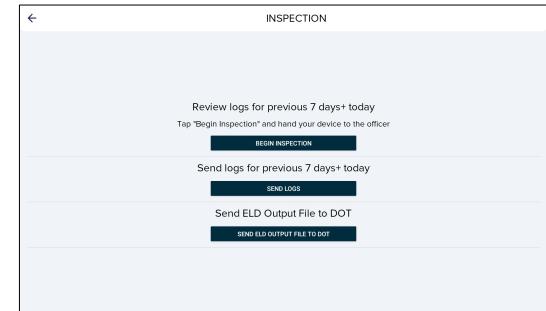 INSPECTION
Review logs for previous 7 days+ today
Tap "Begin Inspection" and hand your device to the officer
BEGIN INSPECTION
Send logs for previous 7 days+ today
SEND LOGS
Send ELD Output File to DOT
SEND ELD OUTPUT FILE TO DOT